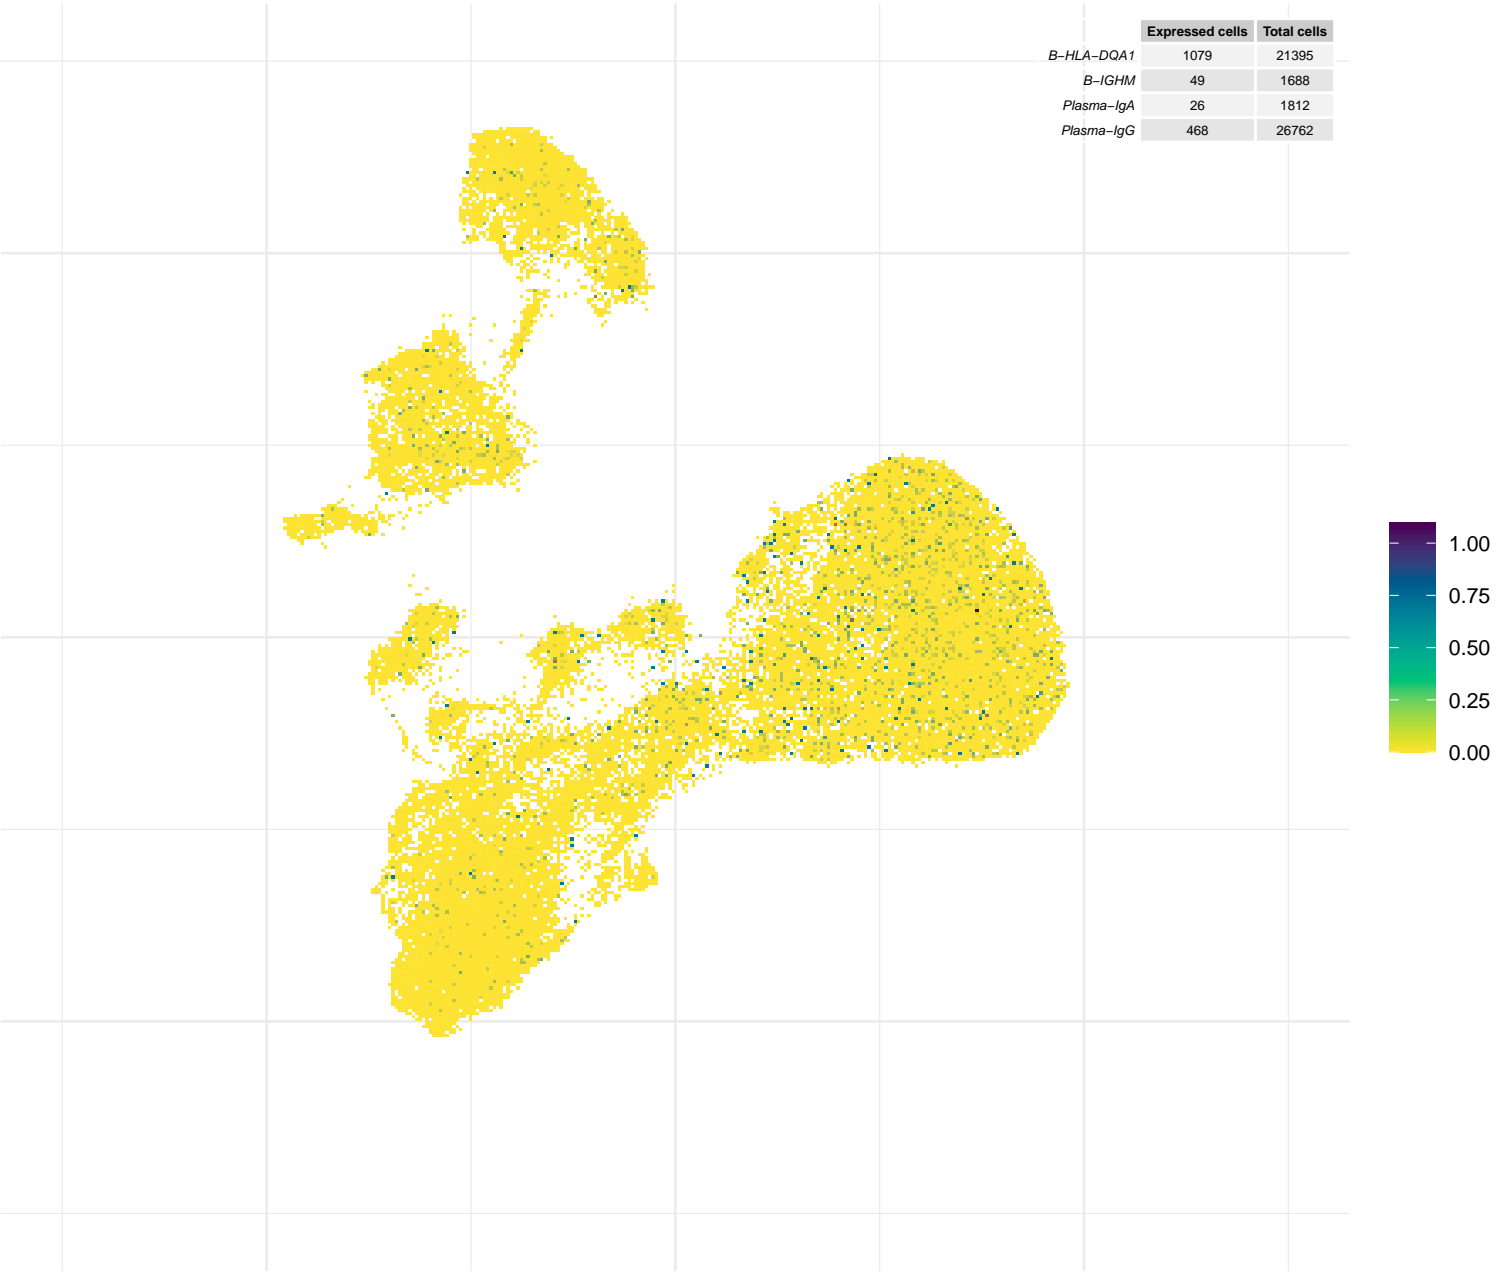 Expressed cells Total cells
B−HLA−DQA1 1079 21395
B−IGHM 49 1688
Plasma−IgA 26 1812
Plasma−IgG 468 26762
1.00
0.75
0.50
0.25
0.00